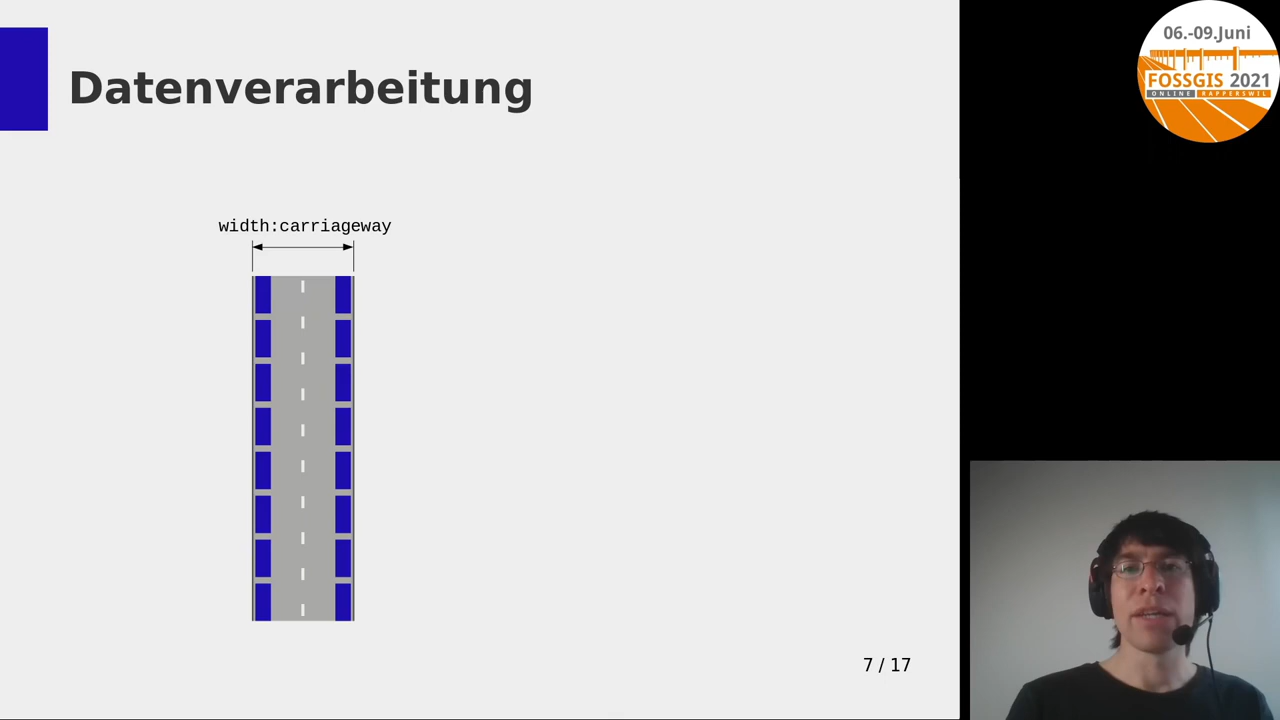 Datenverarbeitung
width:carriageway
7 / 17
06.-09.Juni
FOSSGIS 2021
ONLINE RAPPERSWIL